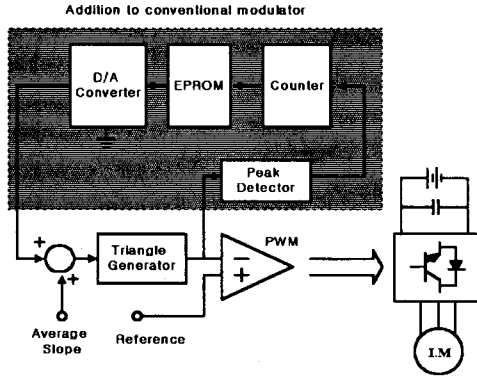 Addition to conventional modulator
D/A
Converter
EPROM
Counter
Peak
Detector
+
+
Triangle
Generator
−
+
PWM
Average
Slope
Reference
I.M